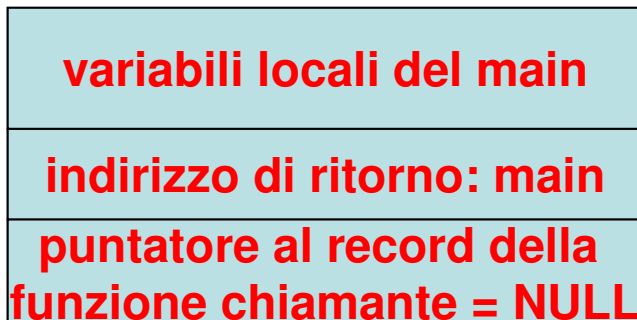 variabili locali del main
indirizzo di ritorno: main
puntatore al record della
funzione chiamante = NULL